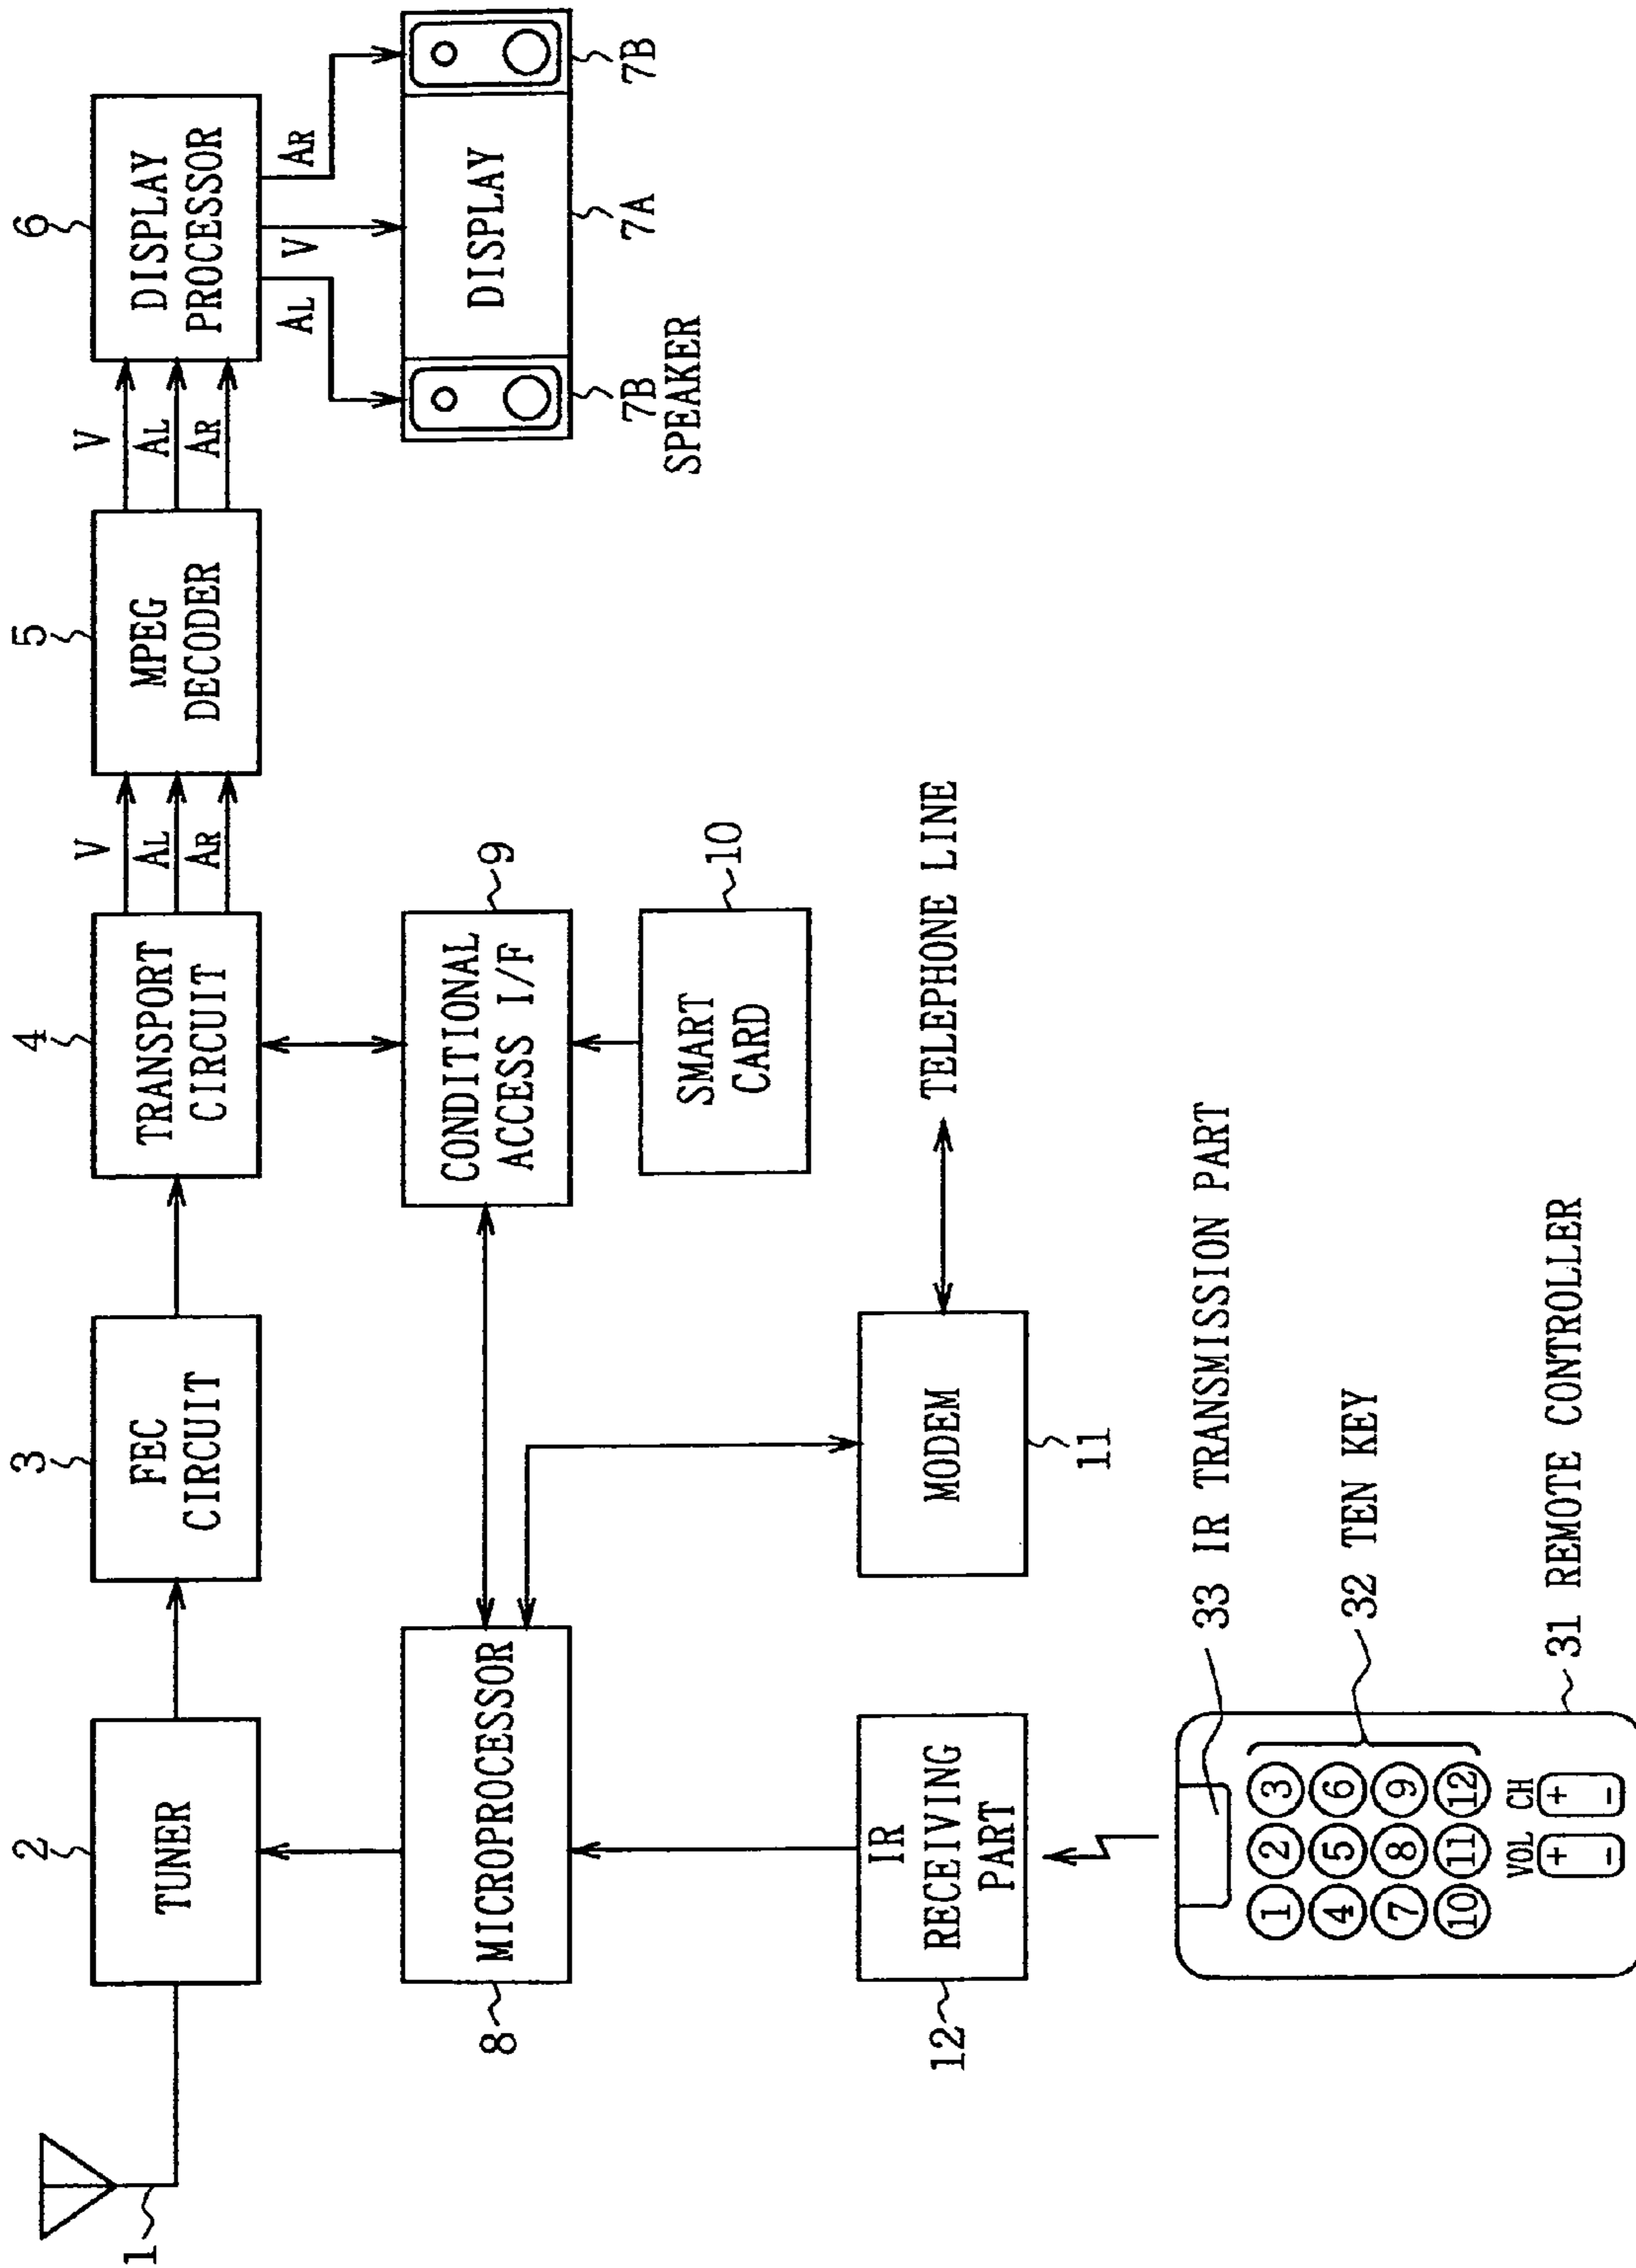 1
2
TUNER
3
FEC
CIRCUIT
4
TRANSPORT
CIRCUIT
V
AL
AR
5
MPEG
DECODER
V
AL
AR
6
DISPLAY
PROCESSOR
AL
V
AR
DISPLAY
7B
7A
7B
SPEAKER
8
MICROPROCESSOR
CONDITIONAL
ACCESS I/F
9
SMART
CARD
10
MODEM
11
TELEPHONE LINE
12
IR
RECEIVING
PART
33 IR TRANSMISSION PART
1 2 3
4 5 6
7 8 9
10 11 12
32 TEN KEY
VOL CH
+ +
- -
31 REMOTE CONTROLLER